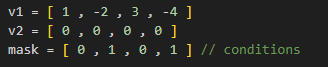 v1 = [ 1 , -2 , 3 , -4 ]
v2 = [ 0 , 0 , 0 , 0 ]
mask = [ 0 , 1 , 0 , 1 ] // conditions